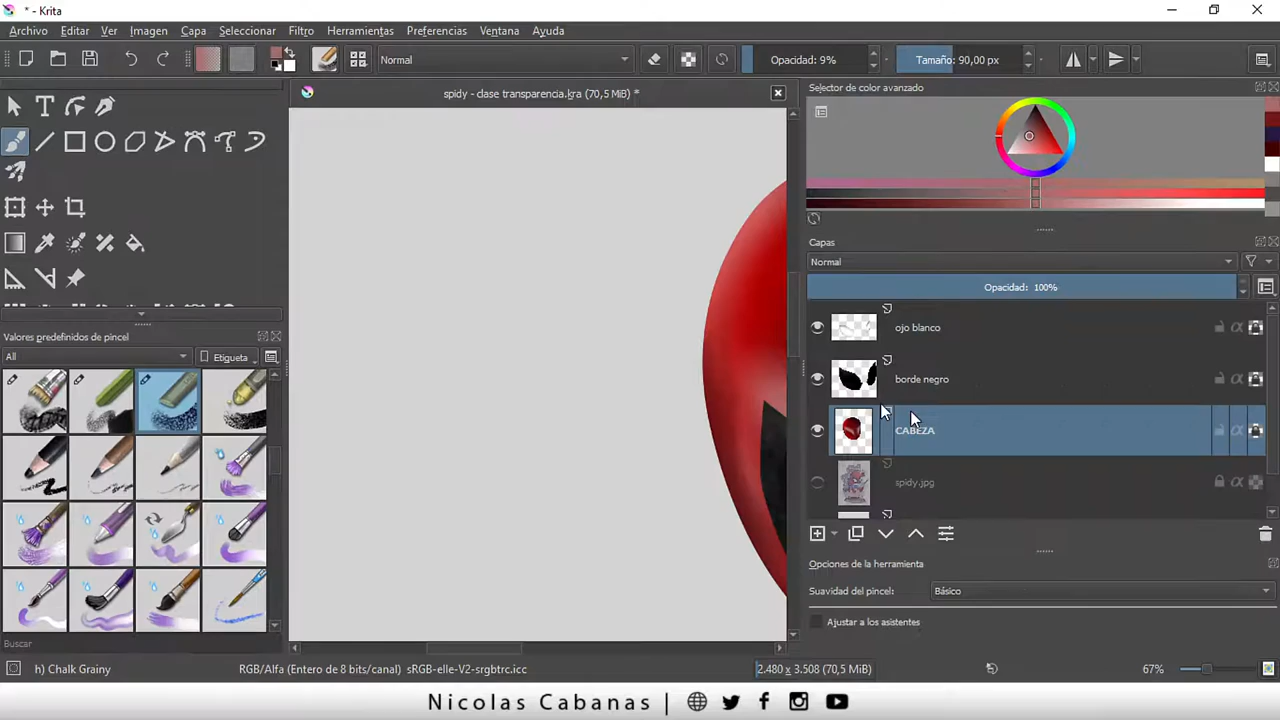 * - Krita
Archivo Editar Ver Imagen Capa Seleccionar Filtro Herramientas Preferencias Ventana Ayuda
Normal Opacidad: 9% Tamaño: 90,00 px
spidy - clase transparencia.kra (70,5 MiB) *
Selector de color avanzado
Capas
Normal
Opacidad: 100%
ojo blanco
borde negro
CABEZA
spidy.jpg
Valores predefinidos de pincel
All Etiqueta
Buscar
Opciones de la herramienta
Suavidad del pincel: Básico
Ajustar a los asistentes
h) Chalk Grainy RGB/Alfa (Entero de 8 bits/canal) sRGB-elle-V2-srgbtrc.icc 2.480 x 3.508 (70,5 MiB) 67%
Nicolas Cabanas |